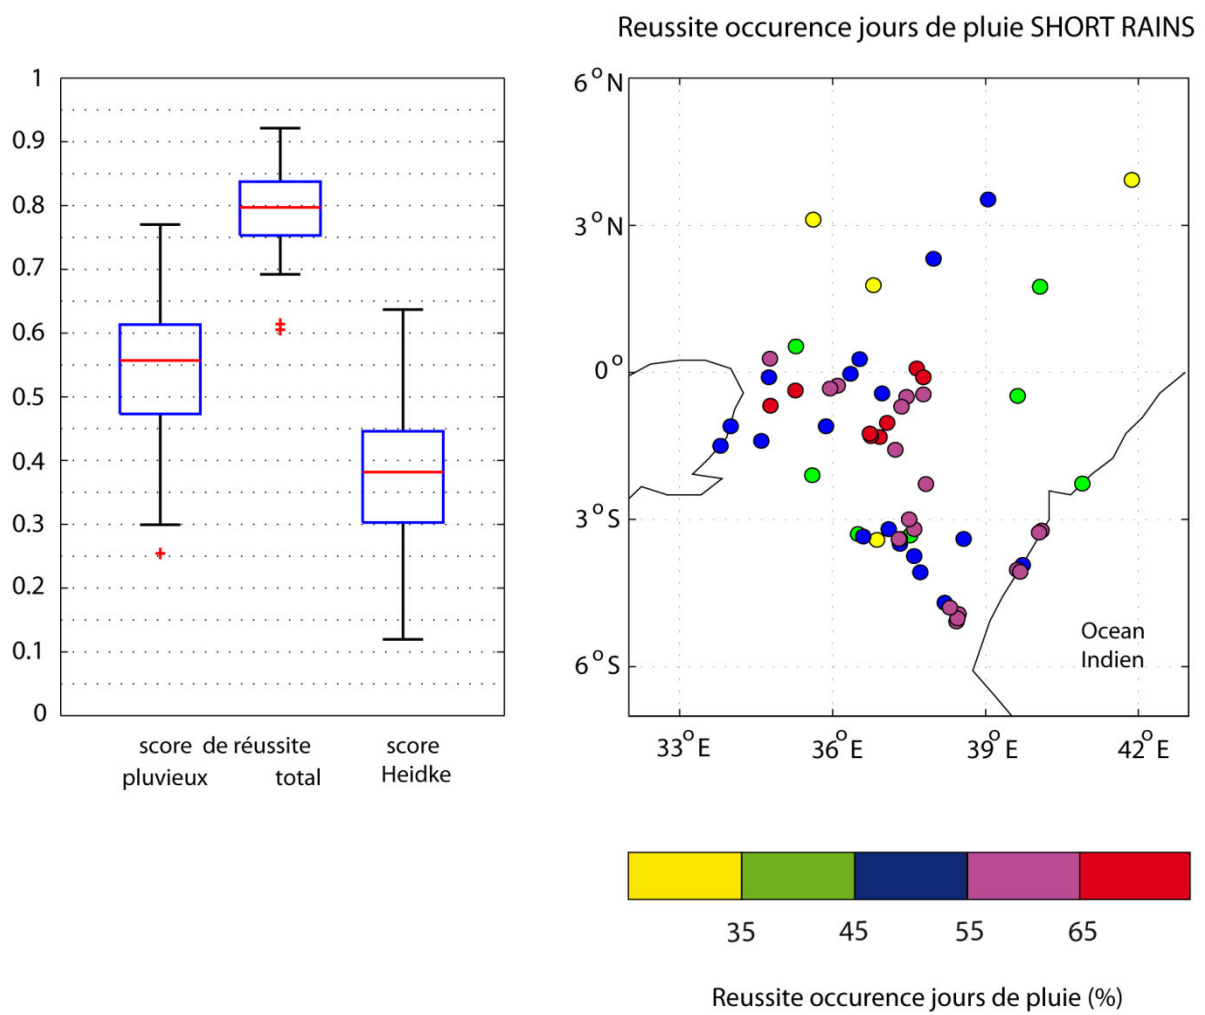 Reussite occurence jours de pluie SHORT RAINS
1
0.9
0.8
0.7
0.6
0.5
0.4
0.3
0.2
0.1
0
score de réussite
pluvieux total
score
Heidke
6°N
3°N
0°
3°S
6°S
33°E 36°E 39°E 42°E
Ocean
Indien
35 45 55 65
Reussite occurence jours de pluie (%)